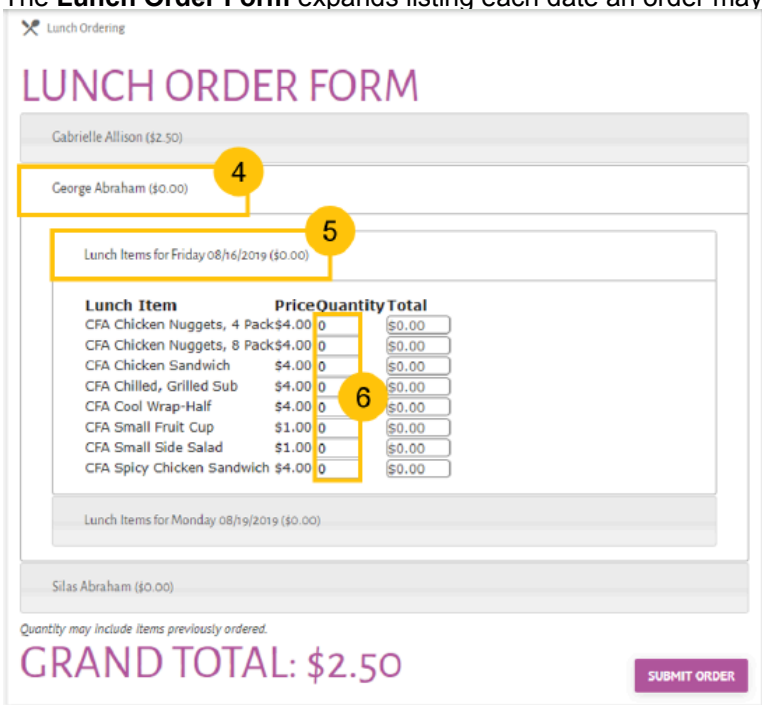 The Lunch Order Form expands listing each date an order may
Lunch Ordering
LUNCH ORDER FORM
Gabrielle Allison ($2.50)
4
George Abraham ($0.00)
5
Lunch Items for Friday 08/16/2019 ($0.00)
Lunch Item Price Quantity Total
CFA Chicken Nuggets, 4 Pack $4.00 0 $0.00
CFA Chicken Nuggets, 8 Pack $4.00 0 $0.00
CFA Chicken Sandwich $4.00 0 $0.00
CFA Chilled, Grilled Sub $4.00 0 $0.00
CFA Cool Wrap-Half $4.00 0 $0.00
CFA Small Fruit Cup $1.00 0 $0.00
CFA Small Side Salad $1.00 0 $0.00
CFA Spicy Chicken Sandwich $4.00 0 $0.00
6
Lunch Items for Monday 08/19/2019 ($0.00)
Silas Abraham ($0.00)
Quantity may include items previously ordered.
GRAND TOTAL: $2.50
SUBMIT ORDER